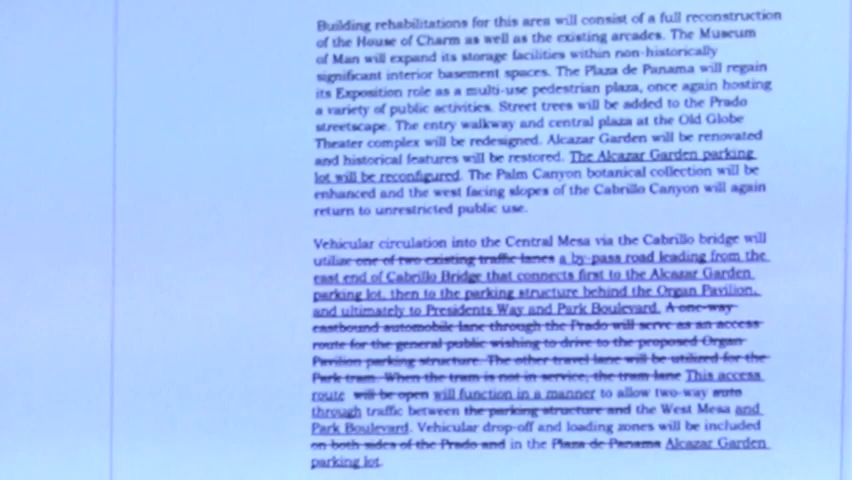 Building rehabilitations for this area will consist of a full reconstruction
of the House of Charm as well as the existing arcades. The Museum
of Man will expand its storage facilities within non-historically
significant interior basement spaces. The Plaza de Panama will regain
its Exposition role as a multi-use pedestrian plaza, once again hosting
a variety of public activities. Street trees will be added to the Prado
streetscape. The entry walkway and central plaza at the Old Globe
Theater complex will be redesigned. Alcazar Garden will be renovated
and historical features will be restored. The Alcazar Garden parking
lot will be reconfigured. The Palm Canyon botanical collection will be
enhanced and the west facing slopes of the Cabrillo Canyon will again
return to unrestricted public use.
Vehicular circulation into the Central Mesa via the Cabrillo bridge will
utilize one of two existing traffic lanes a by-pass road leading from the
east end of Cabrillo Bridge that connects first to the Alcazar Garden
parking lot, then to the parking structure behind the Organ Pavilion,
and ultimately to Presidents Way and Park Boulevard. A one-way
eastbound automobile lane through the Prado will serve as an access
route for the general public wishing to drive to the proposed Organ
Pavilion parking structure. The other travel lane will be utilized for the
Park tram. When the tram is not in service, the tram lane This access
route will be open will function in a manner to allow two-way auto
through traffic between the parking structure and the West Mesa and
Park Boulevard. Vehicular drop-off and loading zones will be included
on both sides of the Prado and in the Plaza de Panama Alcazar Garden
parking lot.